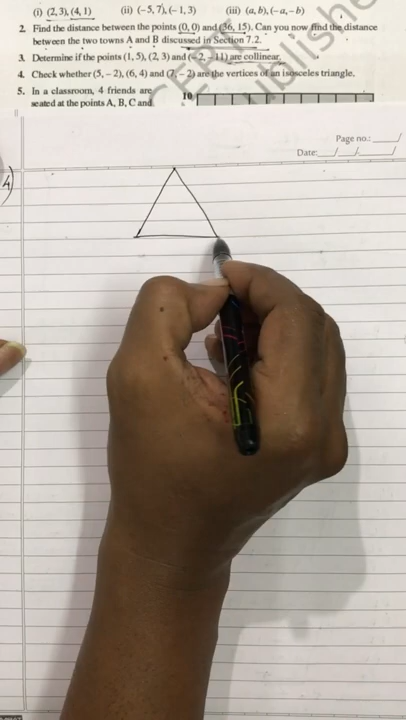 (i) (2, 3), (4, 1) (ii) (−5, 7), (−1, 3) (iii) (a, b), (−a, −b)
2. Find the distance between the points (0, 0) and (36, 15). Can you now find the distance
between the two towns A and B discussed in Section 7.2.
3. Determine if the points (1, 5), (2, 3) and (−2, −11) are collinear.
4. Check whether (5, −2), (6, 4) and (7, −2) are the vertices of an isosceles triangle.
5. In a classroom, 4 friends are
seated at the points A, B, C and
10
Page no.:
Date: / /
4)